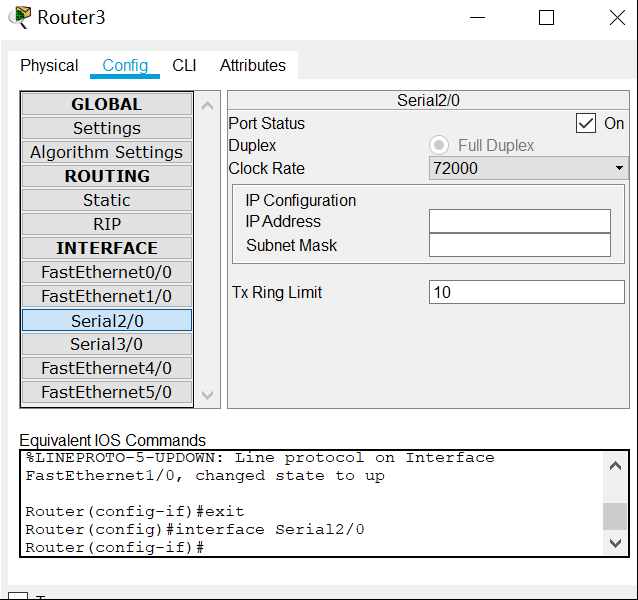 Router3
Physical Config CLI Attributes
GLOBAL
Settings
Algorithm Settings
ROUTING
Static
RIP
INTERFACE
FastEthernet0/0
FastEthernet1/0
Serial2/0
Serial3/0
FastEthernet4/0
FastEthernet5/0
Serial2/0
Port Status On
Duplex Full Duplex
Clock Rate 72000
IP Configuration
IP Address
Subnet Mask
Tx Ring Limit 10
Equivalent IOS Commands
%LINEPROTO-5-UPDOWN: Line protocol on Interface
FastEthernet1/0, changed state to up
Router(config-if)#exit
Router(config)#interface Serial2/0
Router(config-if)#